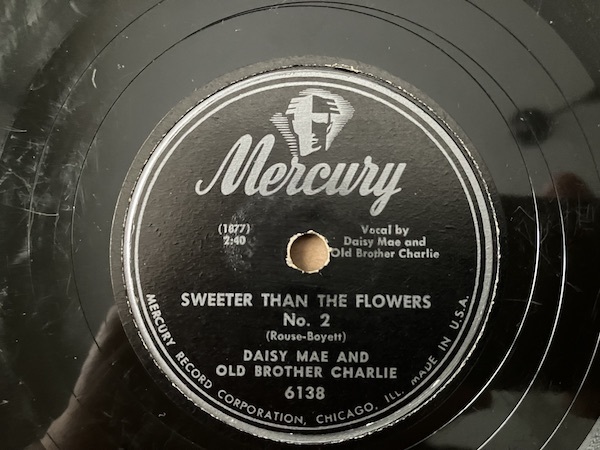 Mercury
(1877)
2:40
Vocal by
Daisy Mae and
Old Brother Charlie
SWEETER THAN THE FLOWERS
No. 2
(Rouse-Boyett)
DAISY MAE AND
OLD BROTHER CHARLIE
6138
MERCURY RECORD CORPORATION, CHICAGO, ILL. MADE IN U.S.A.